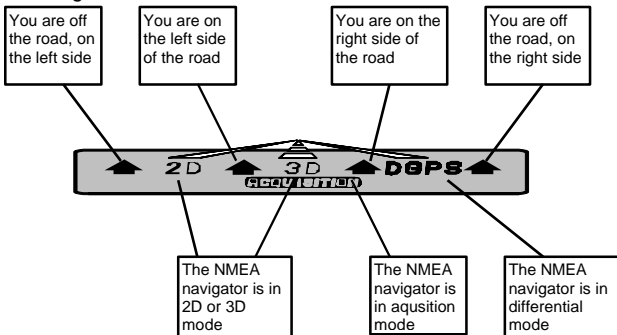 You are off
the road, on
the left side
You are on
the left side
of the road
You are on the
right side of
the road
You are off
the road, on
the right side
2D
3D
DGPS
ACQUISITION
The NMEA
navigator is in
2D or 3D
mode
The NMEA
navigator is
in aqusition
mode
The NMEA
navigator is in
differential
mode